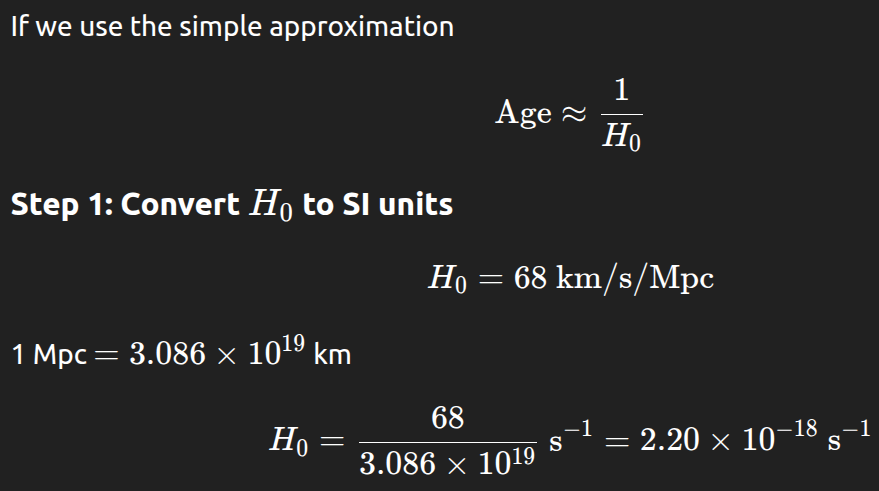 If we use the simple approximation
Age ≈ 1/H₀
Step 1: Convert H₀ to SI units
H₀ = 68 km/s/Mpc
1 Mpc = 3.086 × 10¹⁹ km
H₀ = 68/(3.086 × 10¹⁹) s⁻¹ = 2.20 × 10⁻¹⁸ s⁻¹